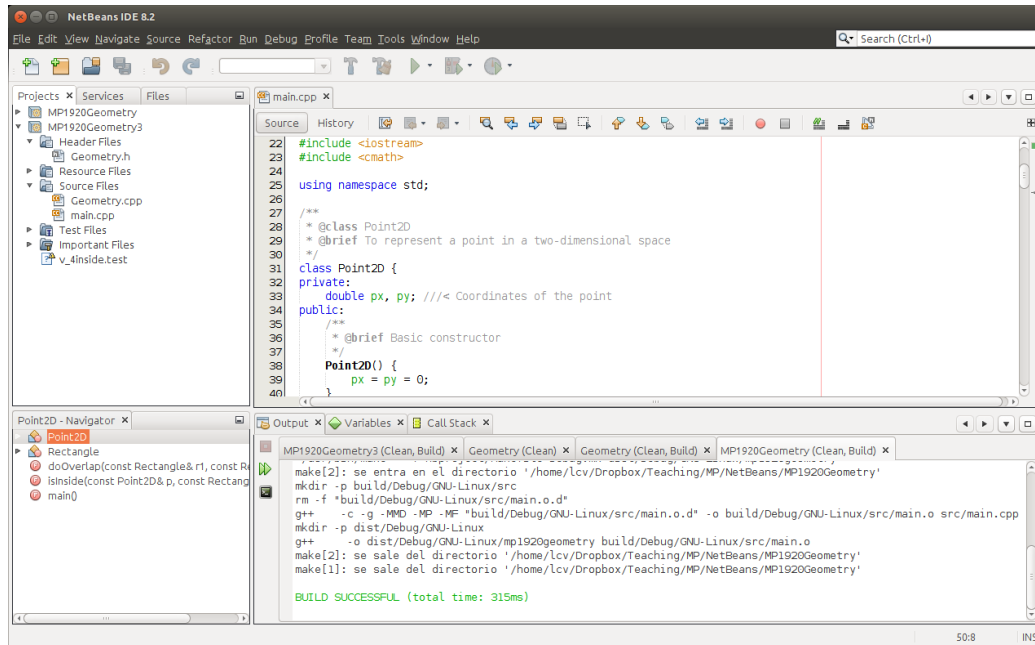 NetBeans IDE 8.2
File Edit View Navigate Source Refactor Run Debug Profile Team Tools Window Help
Search (Ctrl+I)
Projects Services Files
MP1920Geometry
MP1920Geometry3
Header Files
Geometry.h
Resource Files
Source Files
Geometry.cpp
main.cpp
Test Files
Important Files
v_4inside.test
main.cpp
Source History
22 #include <iostream>
23 #include <cmath>
24
25 using namespace std;
26
27 /**
28 * @class Point2D
29 * @brief To represent a point in a two-dimensional space
30 */
31 class Point2D {
32 private:
33 double px, py; ///< Coordinates of the point
34 public:
35 /**
36 * @brief Basic constructor
37 */
38 Point2D() {
39 px = py = 0;
40 }
Point2D - Navigator
Point2D
Rectangle
doOverlap(const Rectangle& r1, const Re
isInside(const Point2D& p, const Rectang
main()
Output Variables Call Stack
MP1920Geometry3 (Clean, Build) Geometry (Clean) Geometry (Clean, Build) MP1920Geometry (Clean, Build)
make[2]: se entra en el directorio '/home/lcv/Dropbox/Teaching/MP/NetBeans/MP1920Geometry'
mkdir -p build/Debug/GNU-Linux/src
rm -f "build/Debug/GNU-Linux/src/main.o.d"
g++ -c -g -MMD -MP -MF "build/Debug/GNU-Linux/src/main.o.d" -o build/Debug/GNU-Linux/src/main.o src/main.cpp
mkdir -p dist/Debug/GNU-Linux
g++ -o dist/Debug/GNU-Linux/mp1920geometry build/Debug/GNU-Linux/src/main.o
make[2]: se sale del directorio '/home/lcv/Dropbox/Teaching/MP/NetBeans/MP1920Geometry'
make[1]: se sale del directorio '/home/lcv/Dropbox/Teaching/MP/NetBeans/MP1920Geometry'
BUILD SUCCESSFUL (total time: 315ms)
50:8 INS